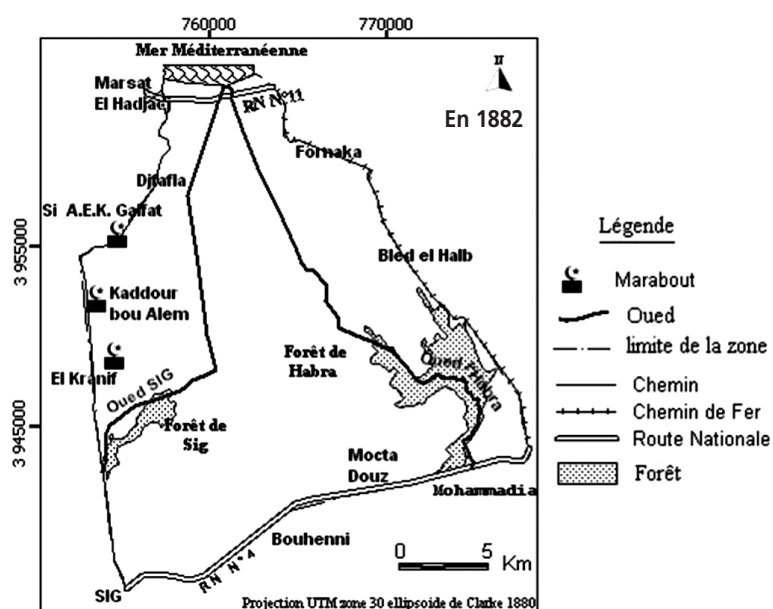 760000
770000
Mer Méditerranéenne
N
Marsat
El Hadjadj
RN N°11
En 1882
Fornaka
Djfafla
Si A.E.K. Galfat
3 955000
Bled el Halb
Kaddour
bou Alem
Forêt de
Habra
Oued l'Habra
El Kranif
Oued SIG
3 945000
Forêt de
Sig
Mocta
Douz
Mohammadia
Bouhenni
RN N° 4
SIG
0
5
Km
Projection UTM zone 30 ellipsoide de Clarke 1880
Légende
Marabout
Oued
limite de la zone
Chemin
Chemin de Fer
Route Nationale
Forêt